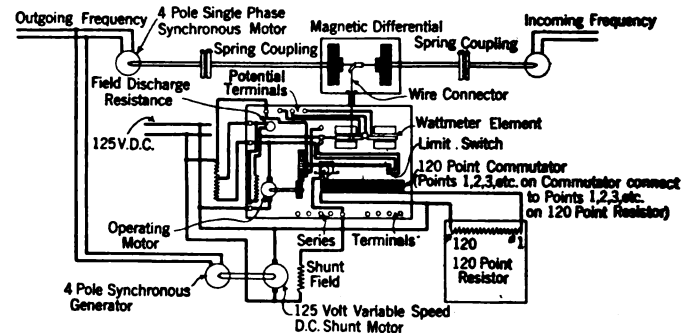 Outgoing Frequency
4 Pole Single Phase
Synchronous Motor
Magnetic Differential
Incoming Frequency
Spring Coupling
Spring Coupling
Field Discharge
Resistance
Potential
Terminals
Wire Connector
125 V.D.C.
Wattmeter Element
Limit . Switch
120 Point Commutator
(Points 1,2,3,etc. on Commutator connect
to Points 1,2,3,etc.
on 120 Point Resistor)
Operating
Motor
Series
Terminals
120
1
120 Point
Resistor
Shunt
Field
4 Pole Synchronous
Generator
125 Volt Variable Speed
D.C. Shunt Motor